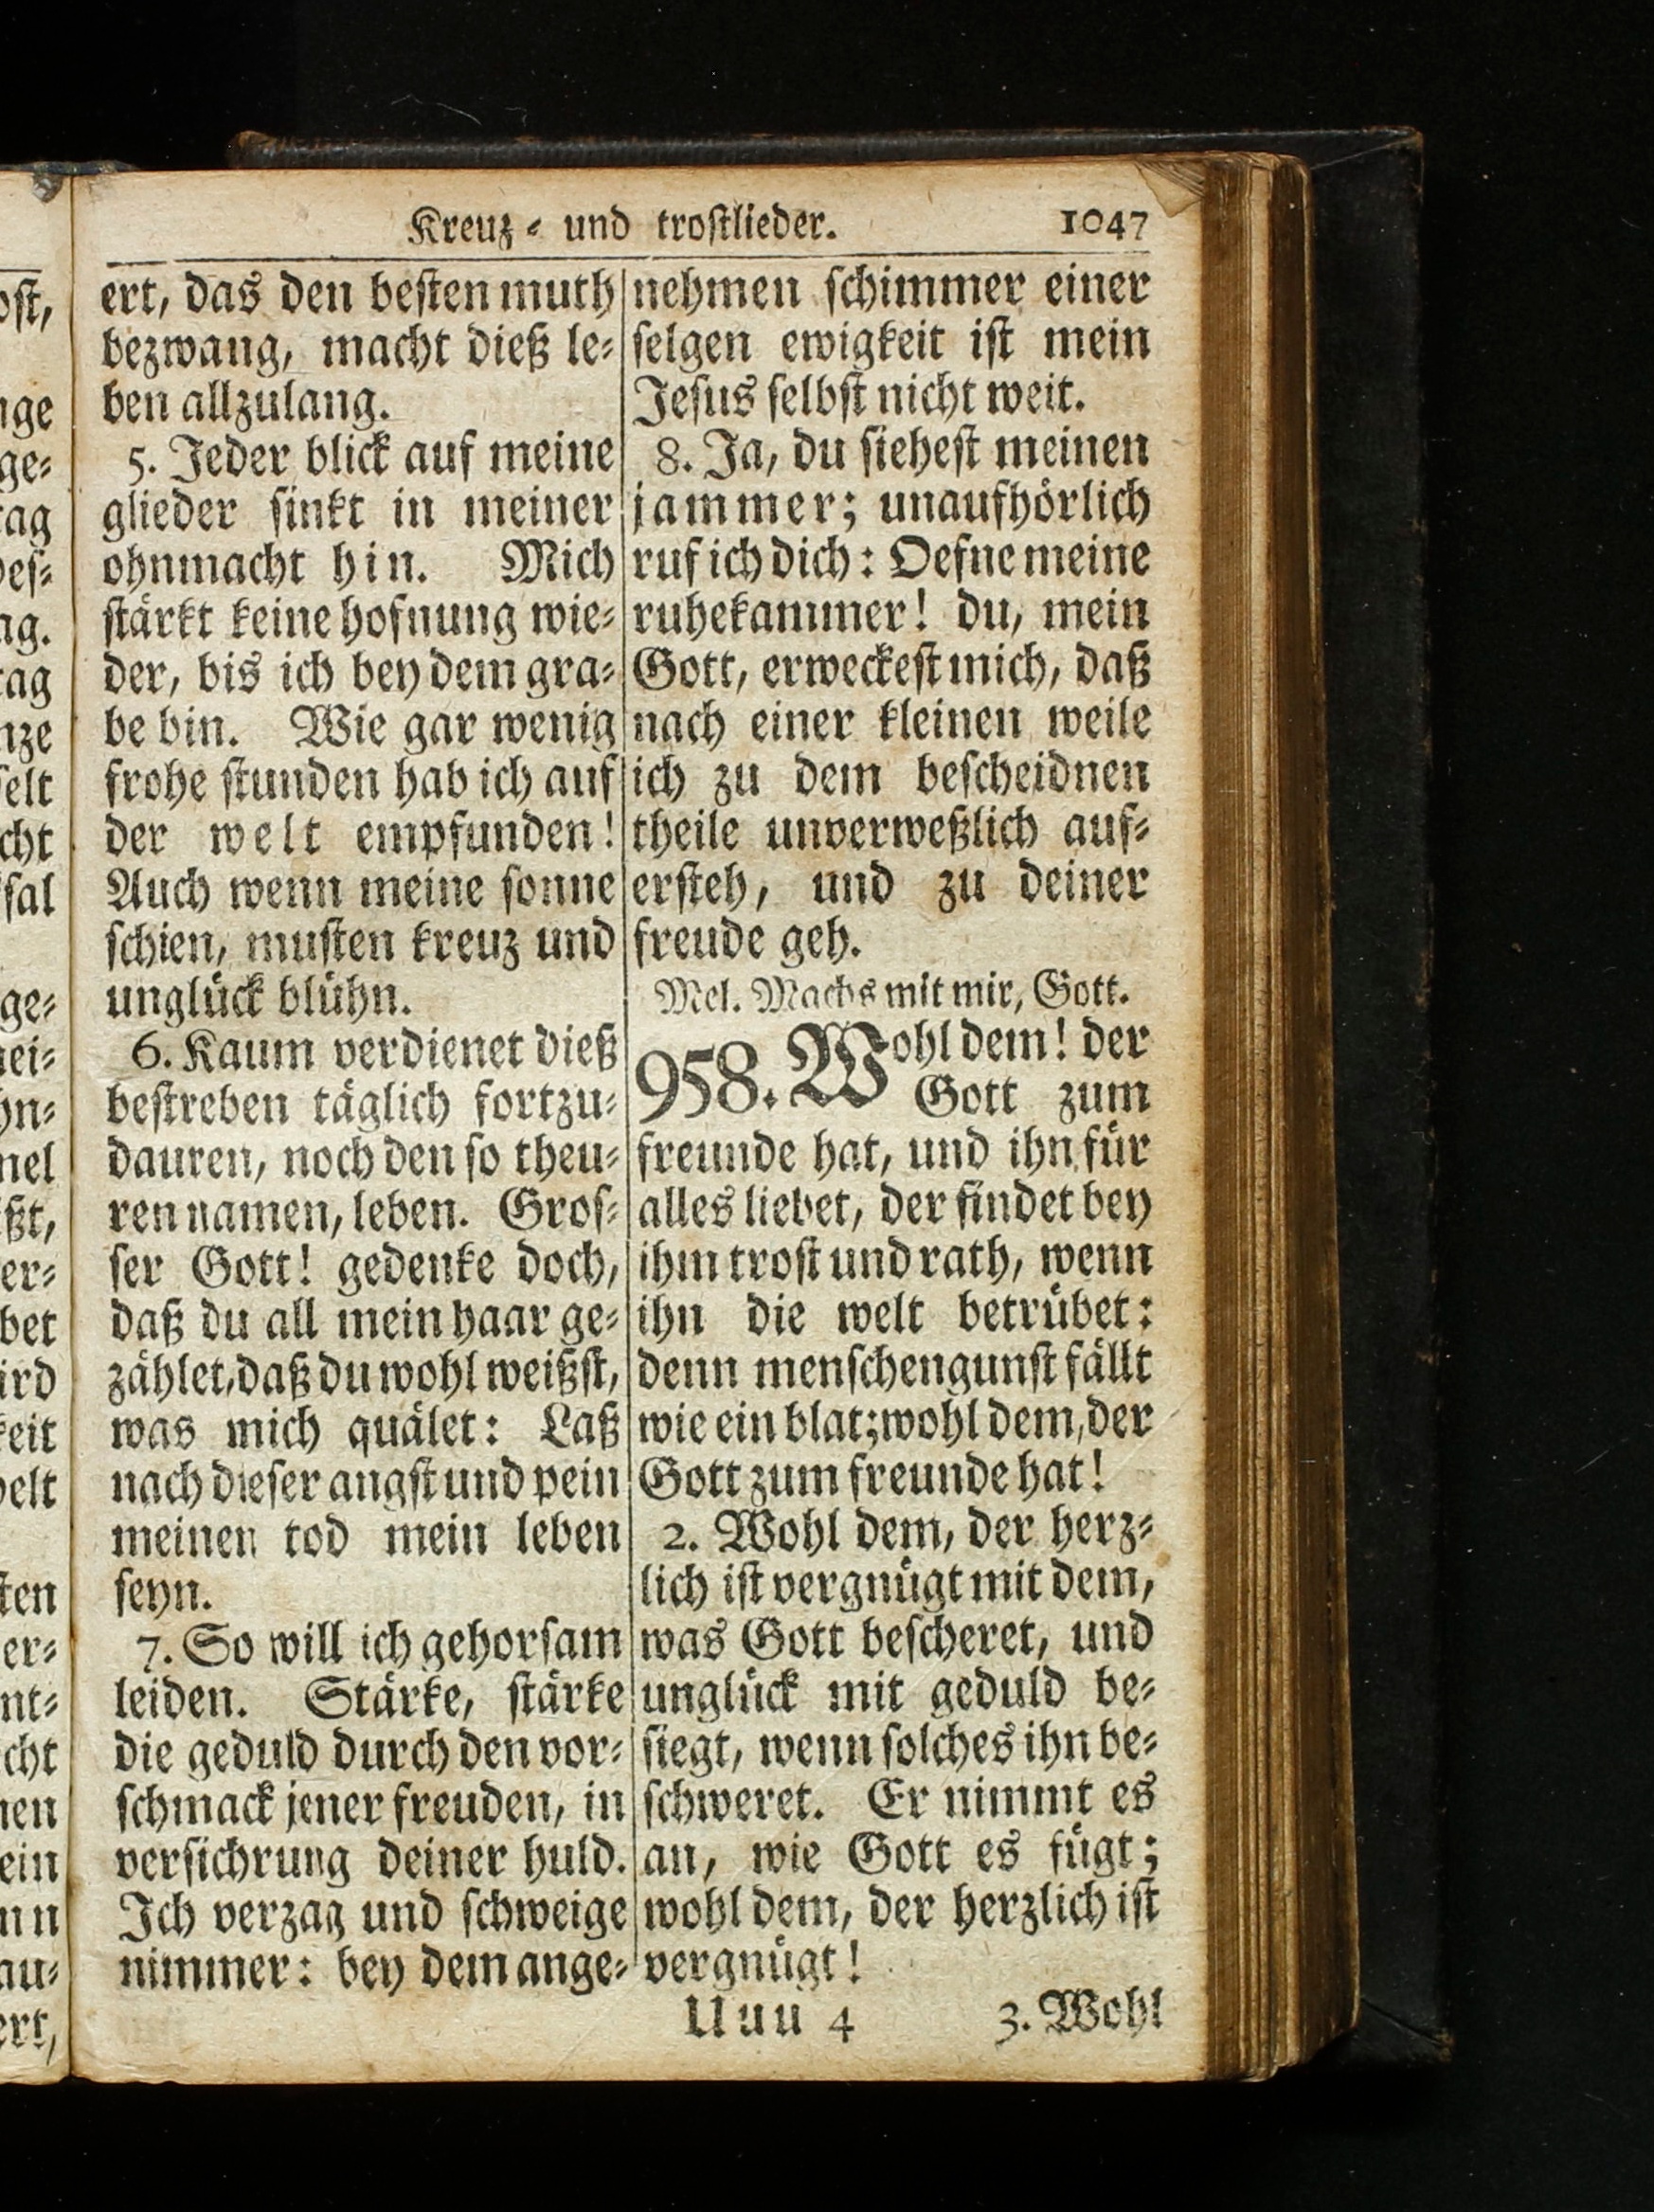 Kreuz- und trostlieder. 1047
ert, das den besten muth
bezwang, macht dieß le-
ben allzulang.
5. Jeder blick auf meine
glieder sinkt in meiner
ohnmacht hin. Mich
stärkt keine hofnung wie-
der, bis ich bey dem gra-
be bin. Wie gar wenig
frohe stunden hab ich auf
der welt empfunden!
Auch wenn meine sonne
schien, musten kreuz und
unglück blühn.
6. Kaum verdienet dieß
bestreben täglich fortzu-
dauren, noch den so theu-
ren namen, leben. Gros-
ser Gott! gedenke doch,
daß du all mein haar ge-
zählet, daß du wohl weißst,
was mich quälet: Laß
nach dieser angst und pein
meinen tod mein leben
seyn.
7. So will ich gehorsam
leiden. Stärke, stärke
die geduld durch den vor-
schmack jener freuden, in
versichrung deiner huld.
Ich verzag und schweige
nimmer: bey dem ange-
nehmen schimmer einer
selgen ewigkeit ist mein
Jesus selbst nicht weit.
8. Ja, du siehest meinen
jammer; unaufhörlich
ruf ich dich: Oefne meine
ruhekammer! du, mein
Gott, erweckest mich, daß
nach einer kleinen weile
ich zu dem bescheidnen
theile unverweßlich auf-
ersteh, und zu deiner
freude geh.
Mel. Machs mit mir, Gott.
958. Wohl dem! der
Gott zum
freunde hat, und ihn für
alles liebet, der findet bey
ihm trost und rath, wenn
ihn die welt betrübet:
denn menschengunst fällt
wie ein blat; wohl dem, der
Gott zum freunde hat!
2. Wohl dem, der herz-
lich ist vergnügt mit dem,
was Gott bescheret, und
unglück mit geduld be-
siegt, wenn solches ihn be-
schweret. Er nimmt es
an, wie Gott es fügt;
wohl dem, der herzlich ist
vergnügt!
Uuu 4 3. Wohl